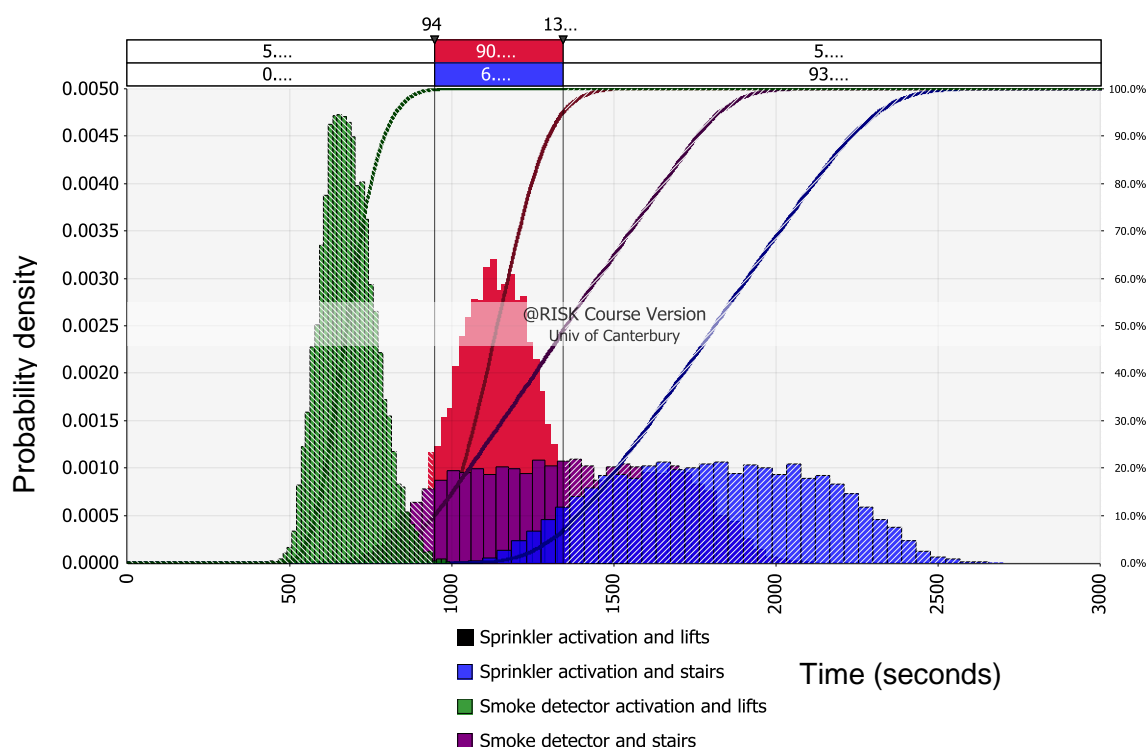 94 13…
5.… 90.… 5.…
0.… 6.… 93.…
0.0050 100.0%
0.0045 90.0%
0.0040 80.0%
0.0035 70.0%
0.0030 60.0%
0.0025 50.0%
0.0020 40.0%
0.0015 30.0%
0.0010 20.0%
0.0005 10.0%
0.0000 0.0%
Probability density
@RISK Course Version
Univ of Canterbury
0 500 1000 1500 2000 2500 3000
Sprinkler activation and lifts
Sprinkler activation and stairs
Smoke detector activation and lifts
Smoke detector and stairs
Time (seconds)